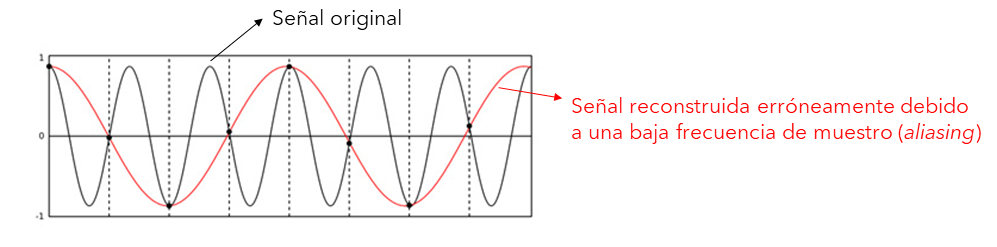 Señal original
1
0
-1
Señal reconstruida erróneamente debido
a una baja frecuencia de muestro (aliasing)